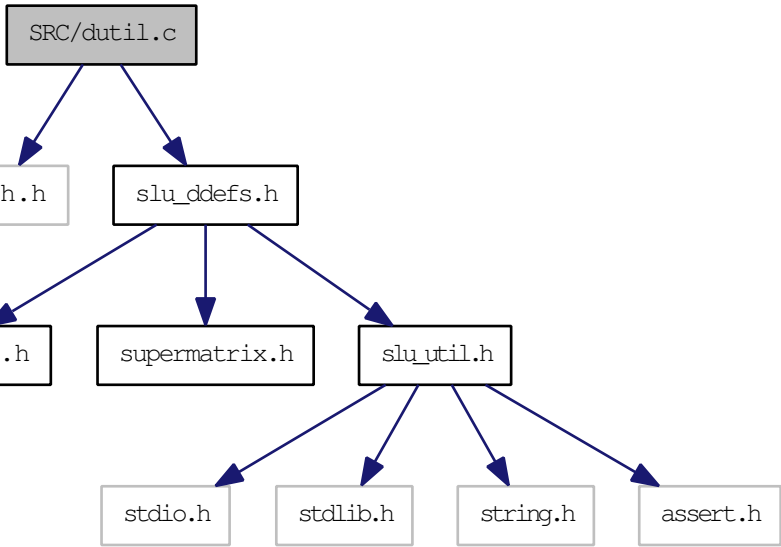 SRC/dutil.c
h.h
slu_ddefs.h
.h
supermatrix.h
slu_util.h
stdio.h
stdlib.h
string.h
assert.h